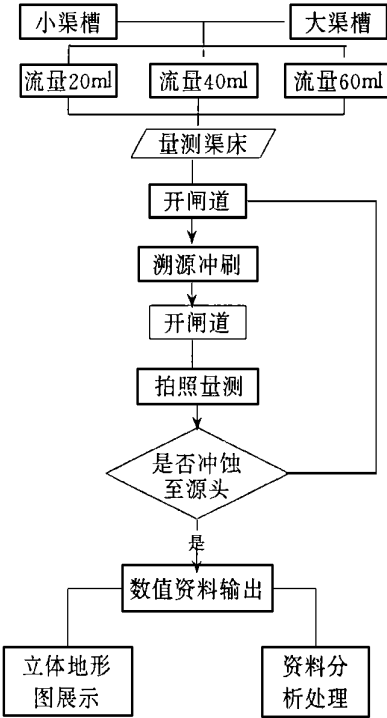 小渠槽
大渠槽
流量20ml
流量40ml
流量60ml
量测渠床
开闸道
溯源冲刷
开闸道
拍照量测
是否冲蚀
至源头
是
数值资料输出
立体地形
图展示
资料分
析处理